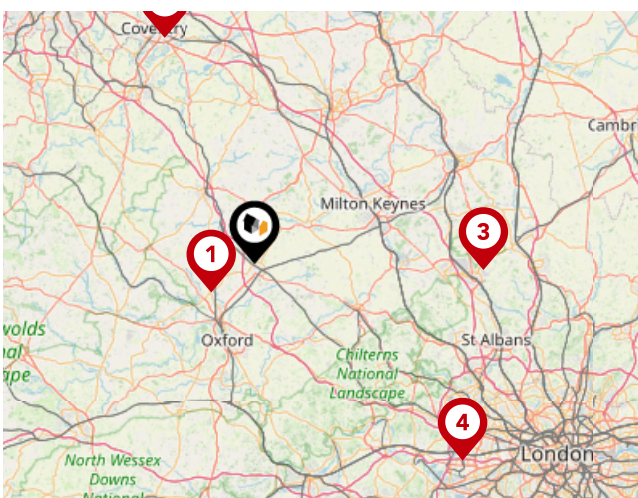 Coventry
Cambr
Milton Keynes
1
3
wolds
nal
ape
Oxford
St Albans
Chilterns
National
Landscape
4
London
North Wessex
Downs
National